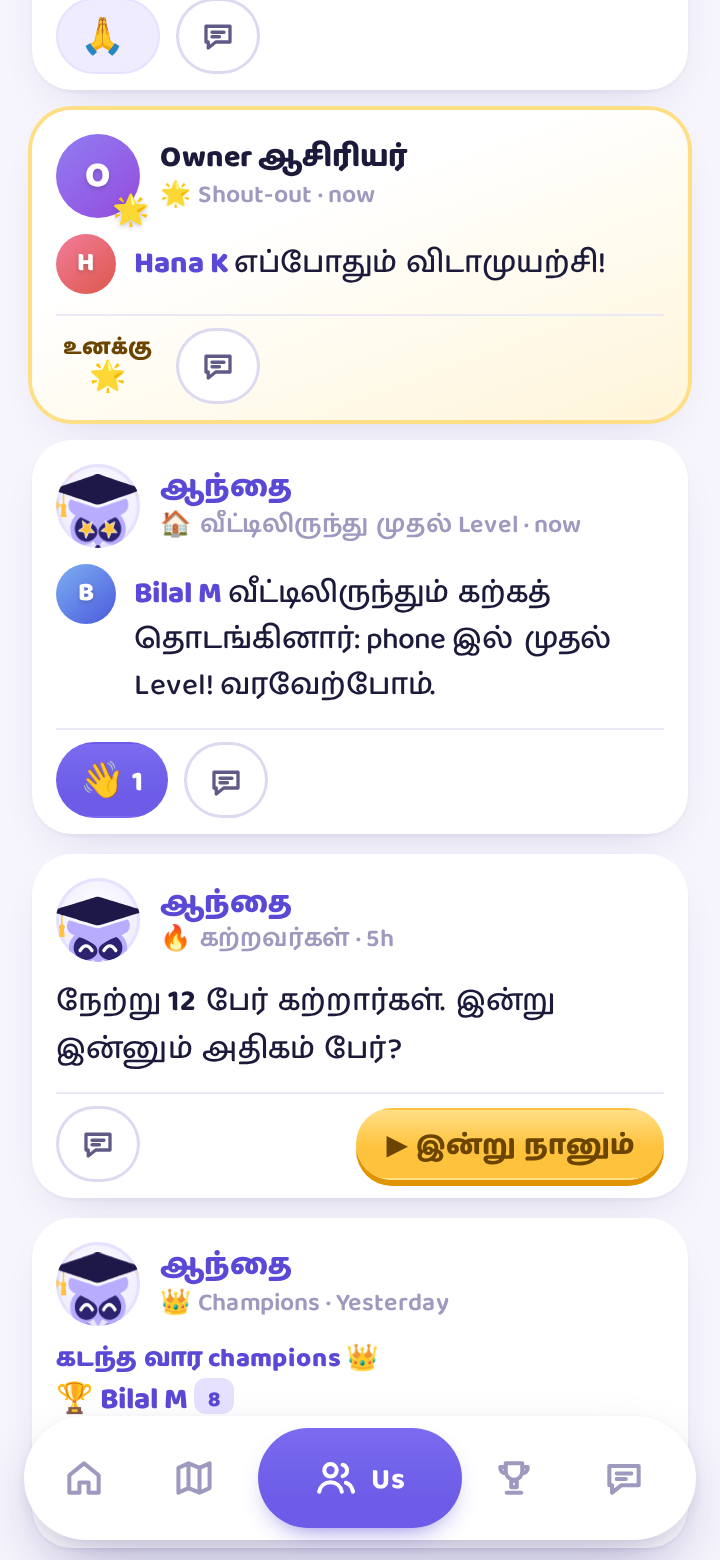 🙏
O
Owner ஆசிரியர்
🌟 Shout-out · now
H
Hana K எப்போதும் விடாமுயற்சி!
உனக்கு
🌟
ஆந்தை
🏠 வீட்டிலிருந்து முதல் Level · now
B
Bilal M வீட்டிலிருந்தும் கற்கத்
தொடங்கினார்: phone இல் முதல்
Level! வரவேற்போம்.
👋 1
ஆந்தை
🔥 கற்றவர்கள் · 5h
நேற்று 12 பேர் கற்றார்கள். இன்று
இன்னும் அதிகம் பேர்?
▶ இன்று நானும்
ஆந்தை
👑 Champions · Yesterday
கடந்த வார champions 👑
🏆 Bilal M 8
Us